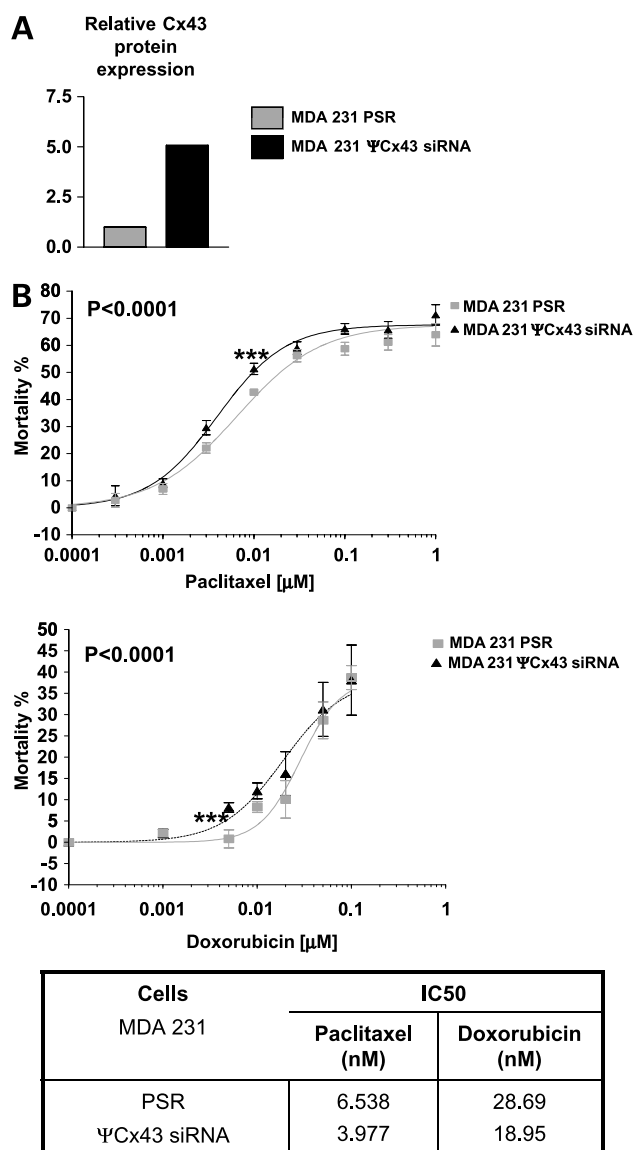 A
Relative Cx43
protein
expression
7.5
5.0
2.5
0.0
MDA 231 PSR
MDA 231 ΨCx43 siRNA
B
P<0.0001
MDA 231 PSR
MDA 231 ΨCx43 siRNA
***
Mortality %
80
70
60
50
40
30
20
10
0
-10
0.0001 0.001 0.01 0.1 1
Paclitaxel [µM]
P<0.0001
MDA 231 PSR
MDA 231 ΨCx43 siRNA
***
Mortality %
50
45
40
35
30
25
20
15
10
5
0
-5
-10
0.0001 0.001 0.01 0.1 1
Doxorubicin [µM]
Cells IC50
MDA 231
Paclitaxel Doxorubicin
(nM) (nM)
PSR 6.538 28.69
ΨCx43 siRNA 3.977 18.95